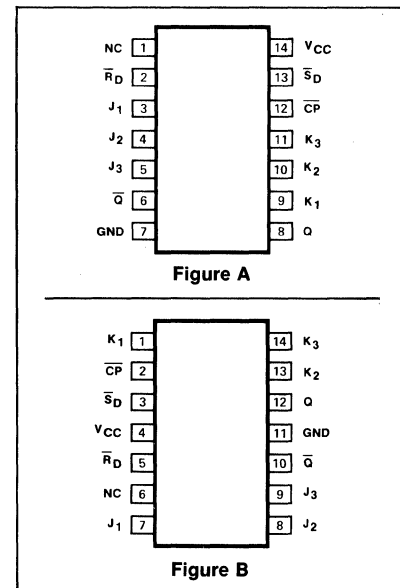 NC 1 14 VCC
R̅D 2 13 S̅D
J1 3 12 C̅P̅
J2 4 11 K3
J3 5 10 K2
Q̅ 6 9 K1
GND 7 8 Q
Figure A
K1 1 14 K3
C̅P̅ 2 13 K2
S̅D 3 12 Q
VCC 4 11 GND
R̅D 5 10 Q̅
NC 6 9 J3
J1 7 8 J2
Figure B